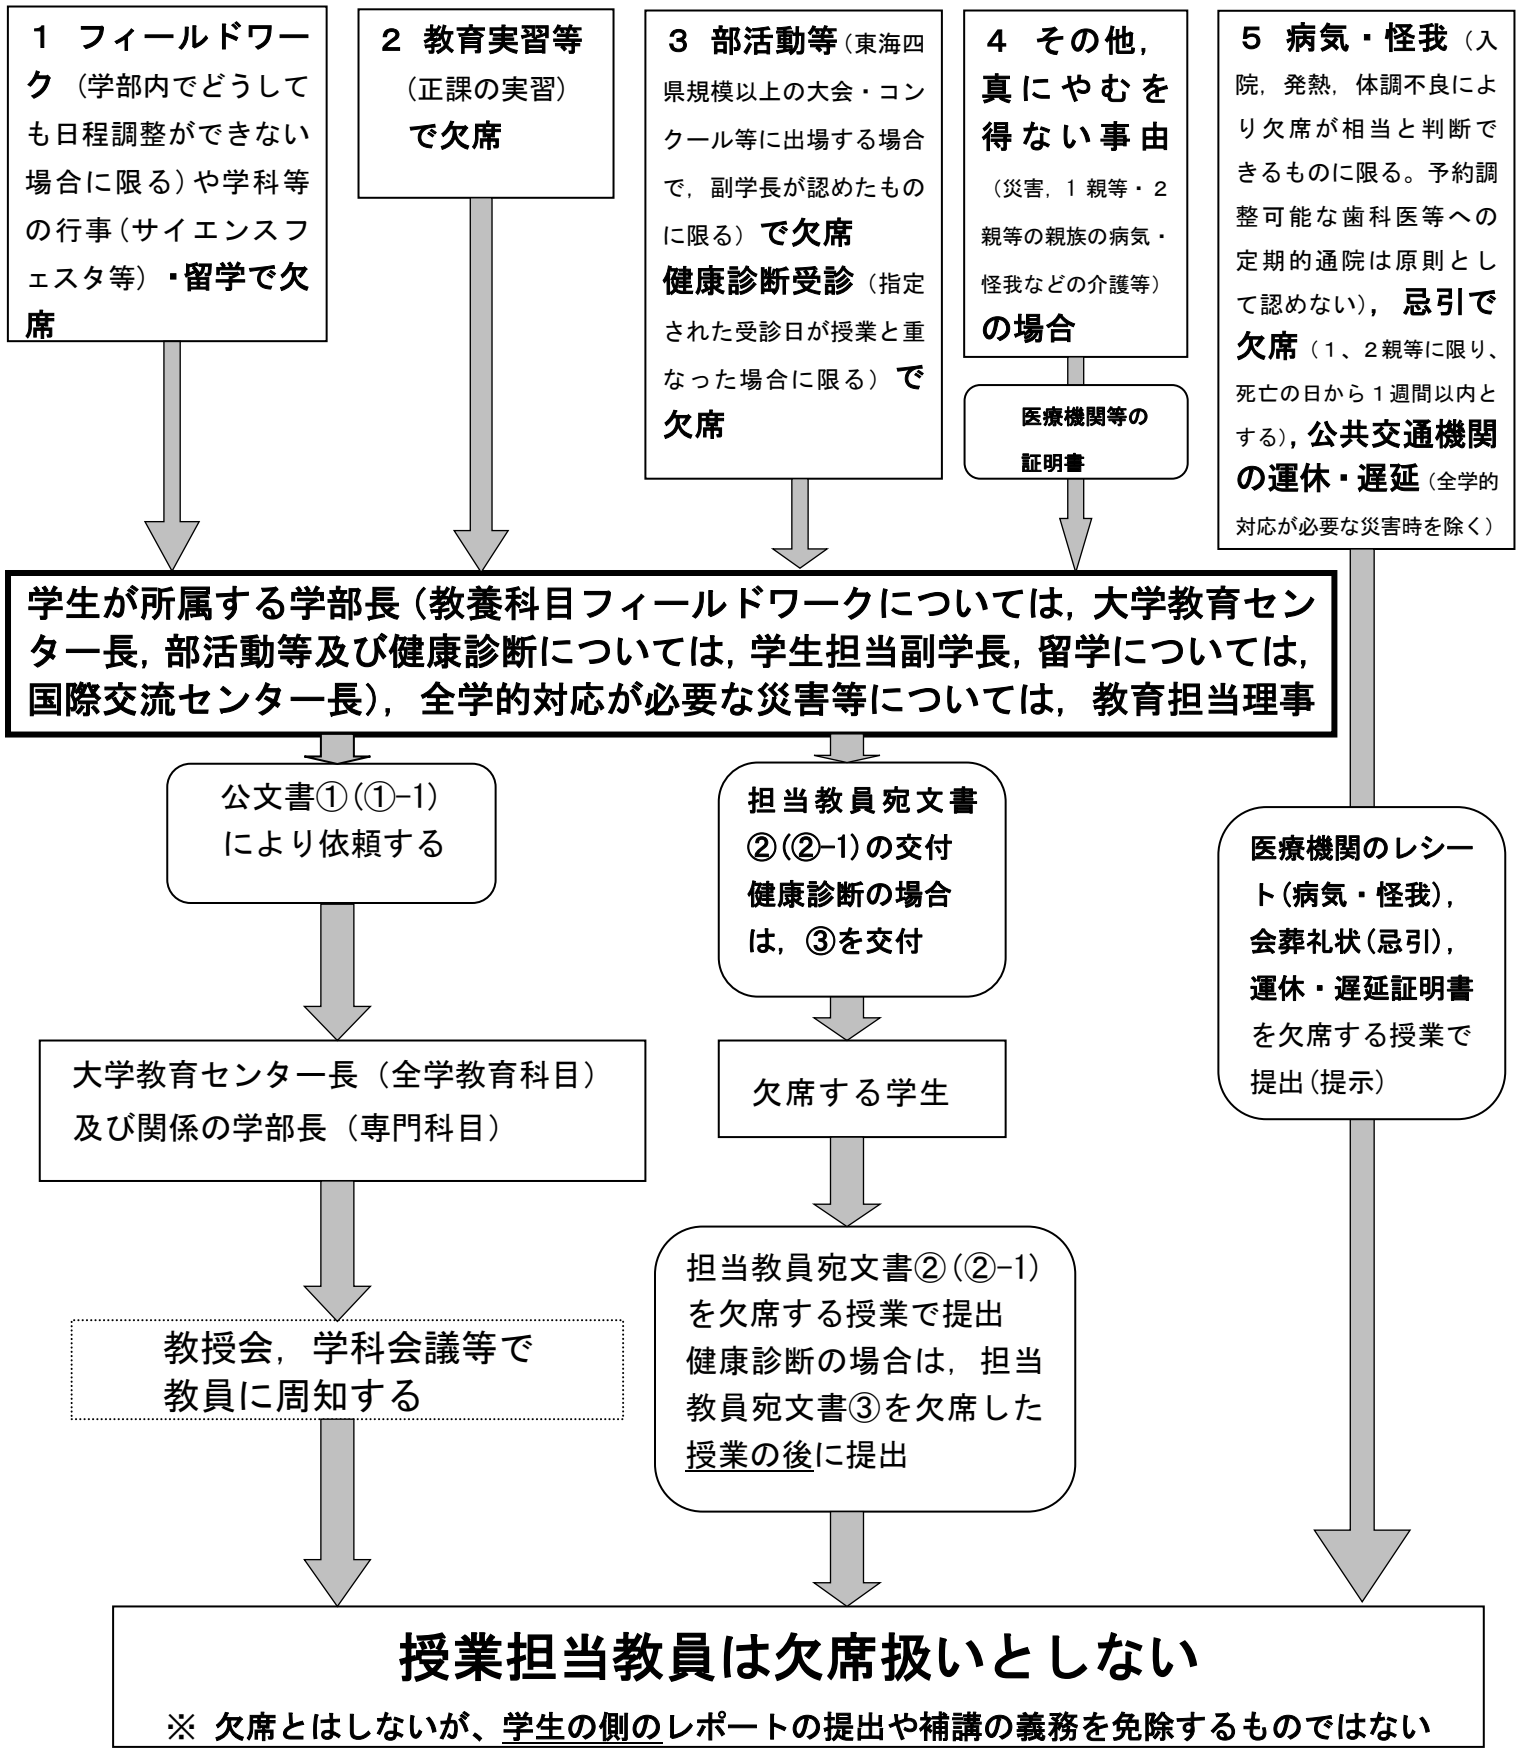 １　フィールドワー
ク（学部内でどうして
も日程調整ができない
場合に限る）や学科等
の行事（サイエンスフ
ェスタ等）・留学で欠
席
２　教育実習等
（正課の実習）
で欠席
３　部活動等（東海四
県規模以上の大会・コン
クール等に出場する場合
で，副学長が認めたもの
に限る）で欠席
健康診断受診（指定
された受診日が授業と重
なった場合に限る）で
欠席
４　その他，
真にやむを
得ない事由
（災害，１親等・２
親等の親族の病気・
怪我などの介護等）
の場合
医療機関等の
証明書
５　病気・怪我（入
院，発熱，体調不良によ
り欠席が相当と判断で
きるものに限る。予約調
整可能な歯科医等への
定期的通院は原則とし
て認めない），忌引で
欠席（１、２親等に限り、
死亡の日から１週間以内と
する），公共交通機関
の運休・遅延（全学的
対応が必要な災害時を除く）
学生が所属する学部長（教養科目フィールドワークについては，大学教育セン
ター長，部活動等及び健康診断については，学生担当副学長，留学については，
国際交流センター長），全学的対応が必要な災害等については，教育担当理事
公文書①(①-1)
により依頼する
大学教育センター長（全学教育科目）
及び関係の学部長（専門科目）
教授会，学科会議等で
教員に周知する
担当教員宛文書
②(②-1)の交付
健康診断の場合
は，③を交付
欠席する学生
担当教員宛文書②(②-1)
を欠席する授業で提出
健康診断の場合は，担当
教員宛文書③を欠席した
授業の後に提出
医療機関のレシー
ト(病気・怪我)，
会葬礼状(忌引)，
運休・遅延証明書
を欠席する授業で
提出(提示)
授業担当教員は欠席扱いとしない
※ 欠席とはしないが、学生の側のレポートの提出や補講の義務を免除するものではない